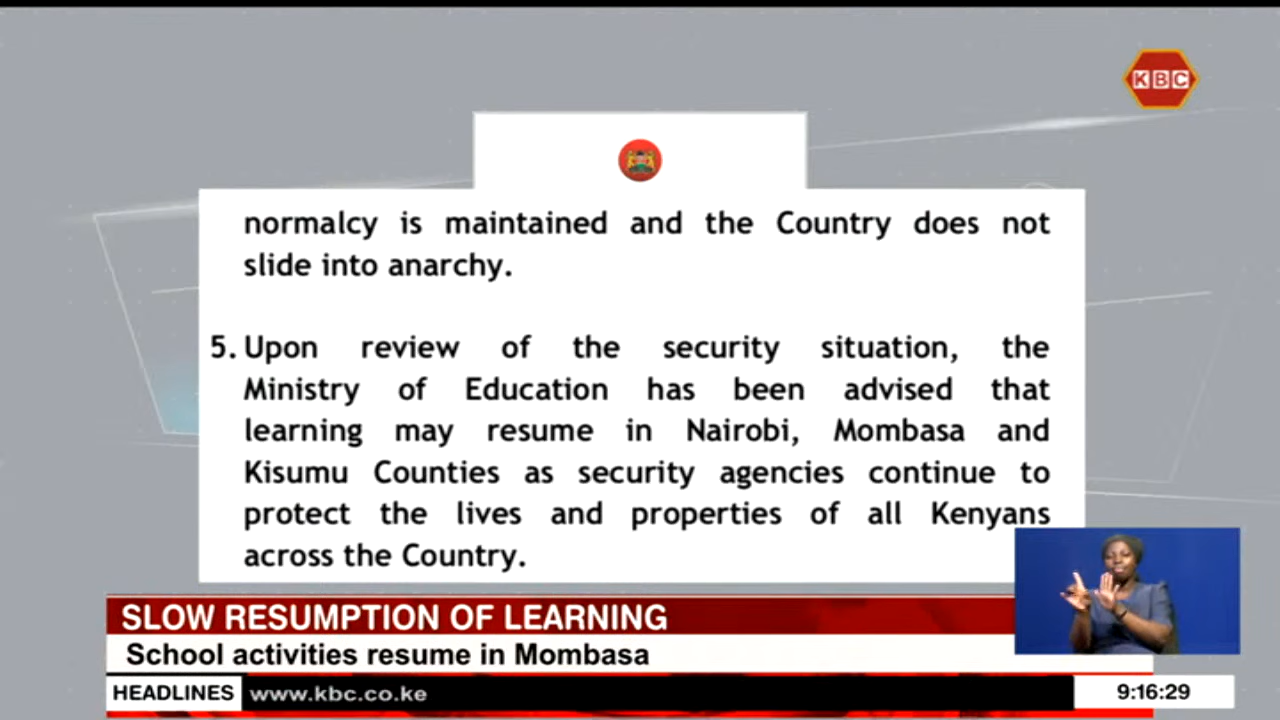 KBC
normalcy is maintained and the Country does not
slide into anarchy.
5. Upon review of the security situation, the
Ministry of Education has been advised that
learning may resume in Nairobi, Mombasa and
Kisumu Counties as security agencies continue to
protect the lives and properties of all Kenyans
across the Country.
SLOW RESUMPTION OF LEARNING
School activities resume in Mombasa
HEADLINES www.kbc.co.ke 9:16:29